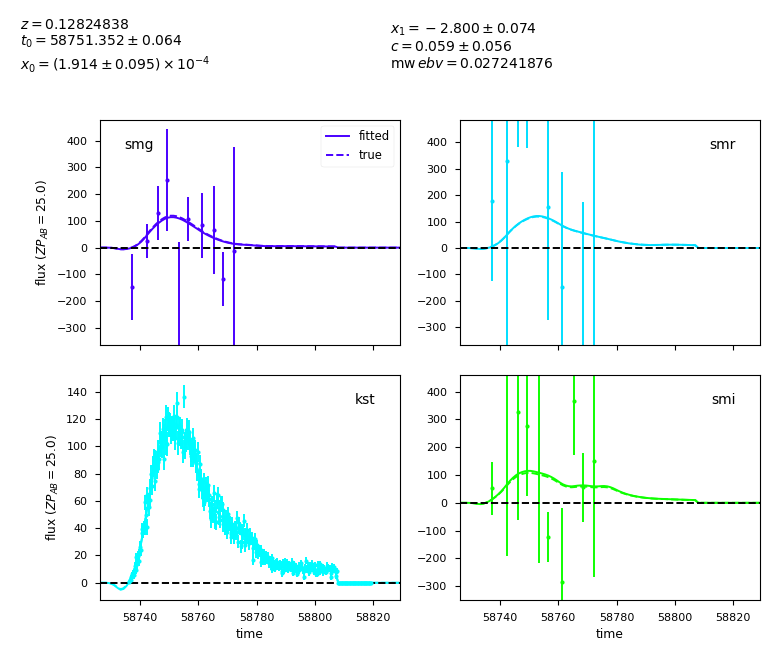 z = 0.12824838
t₀ = 58751.352 ± 0.064
x₀ = (1.914 ± 0.095) × 10⁻⁴
x₁ = −2.800 ± 0.074
c = 0.059 ± 0.056
mw ebv = 0.027241876
smg
fitted
true
400
300
200
100
0
−100
−200
−300
flux (ZP_AB = 25.0)
smr
400
300
200
100
0
−100
−200
−300
kst
140
120
100
80
60
40
20
0
flux (ZP_AB = 25.0)
58740 58760 58780 58800 58820
time
smi
400
300
200
100
0
−100
−200
−300
58740 58760 58780 58800 58820
time